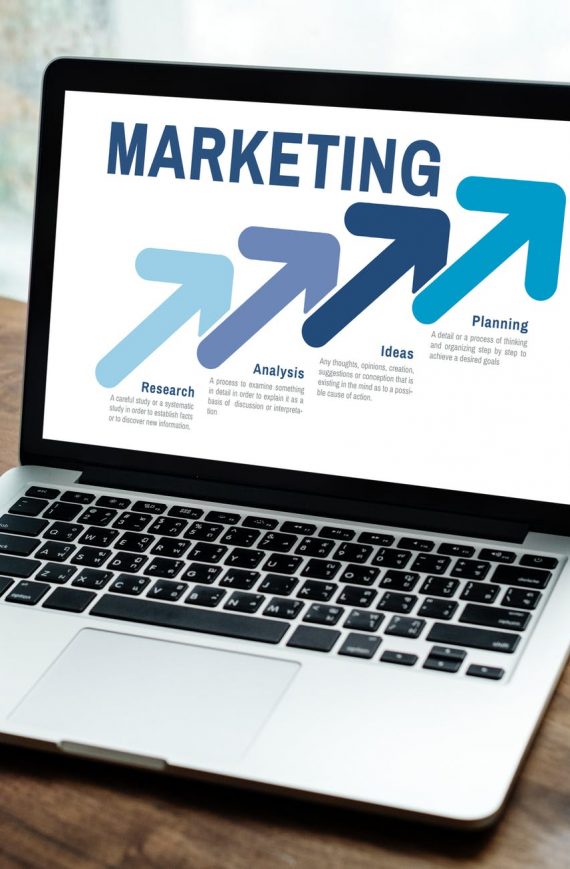 MARKETING
Research
A careful study or a systematic
study in order to establish facts
or to discover new information.
Analysis
A process to examine something
in detail in order to explain it as a
basis of discussion or interpreta-
tion
Ideas
Any thoughts, opinions, creation,
suggestions or conception that is
existing in the mind as to a possi-
ble cause of action.
Planning
A detail or a process of thinking
and organizing step by step to
achieve a desired goals